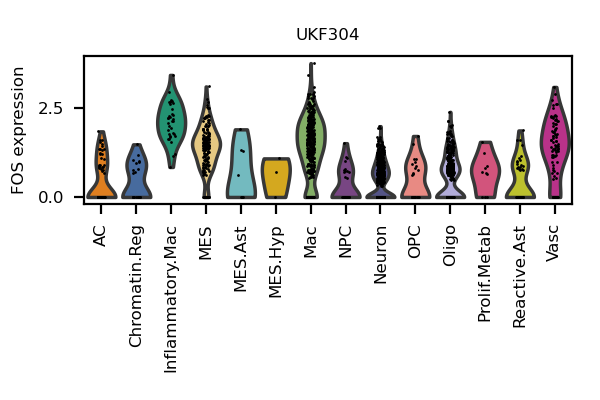 UKF304
FOS expression
2.5
0.0
AC
Chromatin.Reg
Inflammatory.Mac
MES
MES.Ast
MES.Hyp
Mac
NPC
Neuron
OPC
Oligo
Prolif.Metab
Reactive.Ast
Vasc